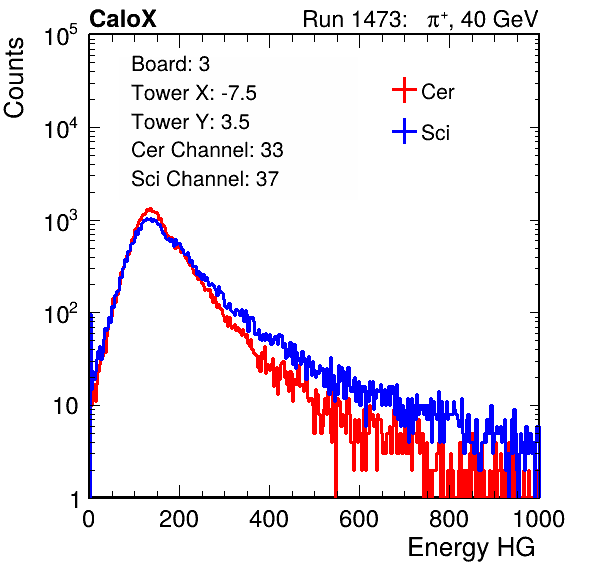 CaloX Run 1473: π⁺, 40 GeV
Counts
Board: 3
Tower X: -7.5
Tower Y: 3.5
Cer Channel: 33
Sci Channel: 37
Cer
Sci
10⁵
10⁴
10³
10²
10
1
0 200 400 600 800 1000
Energy HG